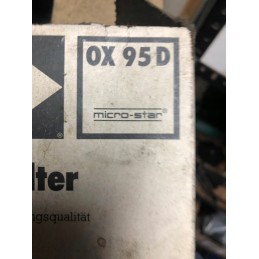 OX 95 D
micro-star®
lter
ngsqualität